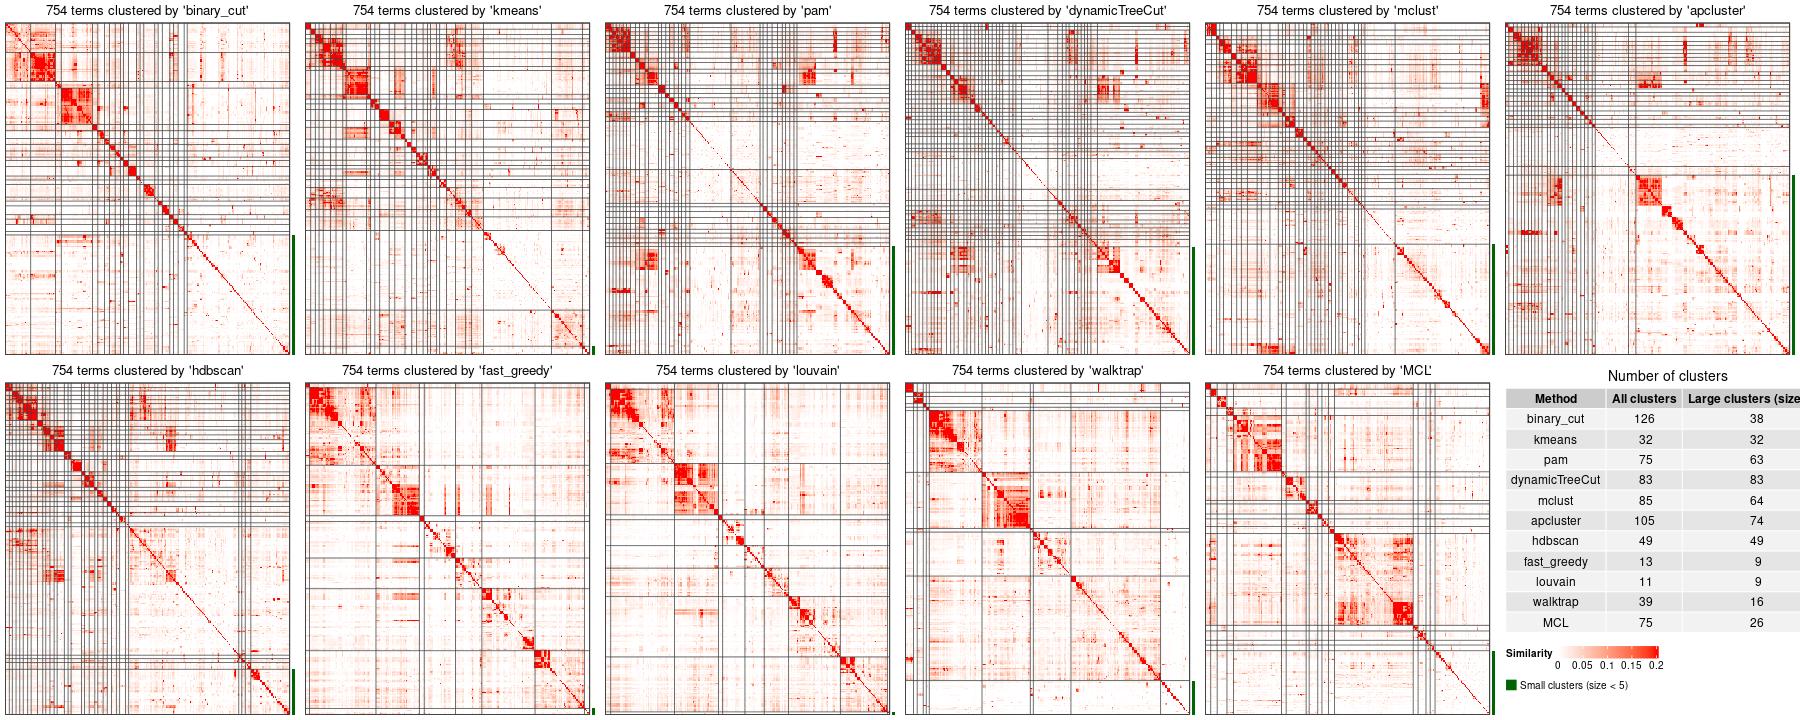 754 terms clustered by 'binary_cut'
754 terms clustered by 'kmeans'
754 terms clustered by 'pam'
754 terms clustered by 'dynamicTreeCut'
754 terms clustered by 'mclust'
754 terms clustered by 'apcluster'
754 terms clustered by 'hdbscan'
754 terms clustered by 'fast_greedy'
754 terms clustered by 'louvain'
754 terms clustered by 'walktrap'
754 terms clustered by 'MCL'
Number of clusters
Method All clusters Large clusters (size
binary_cut 126 38
kmeans 32 32
pam 75 63
dynamicTreeCut 83 83
mclust 85 64
apcluster 105 74
hdbscan 49 49
fast_greedy 13 9
louvain 11 9
walktrap 39 16
MCL 75 26
Similarity
0 0.05 0.1 0.15 0.2
Small clusters (size < 5)